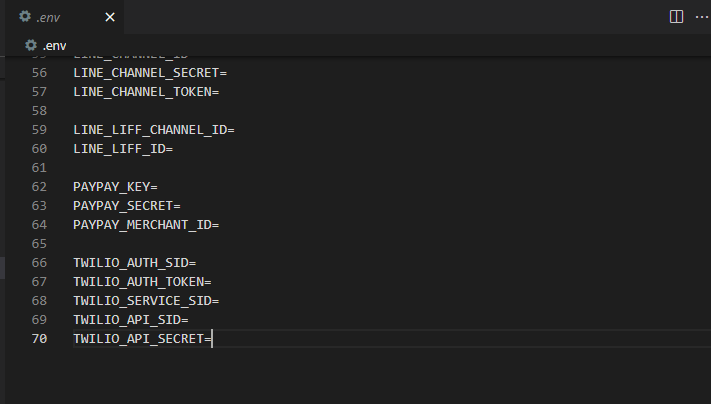 .env
.env
LINE_CHANNEL_ID
56 LINE_CHANNEL_SECRET=
57 LINE_CHANNEL_TOKEN=
58
59 LINE_LIFF_CHANNEL_ID=
60 LINE_LIFF_ID=
61
62 PAYPAY_KEY=
63 PAYPAY_SECRET=
64 PAYPAY_MERCHANT_ID=
65
66 TWILIO_AUTH_SID=
67 TWILIO_AUTH_TOKEN=
68 TWILIO_SERVICE_SID=
69 TWILIO_API_SID=
70 TWILIO_API_SECRET=